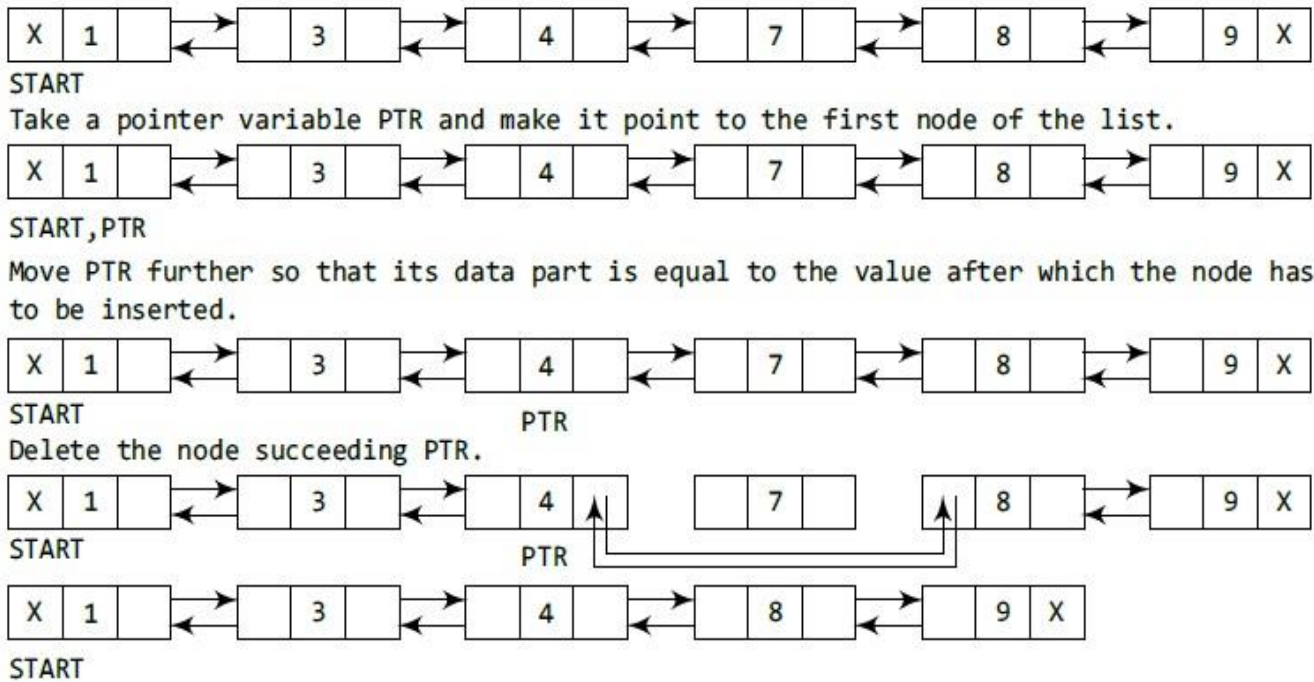 X 1 3 4 7 8 9 X
START
Take a pointer variable PTR and make it point to the first node of the list.
X 1 3 4 7 8 9 X
START,PTR
Move PTR further so that its data part is equal to the value after which the node has
to be inserted.
X 1 3 4 7 8 9 X
START PTR
Delete the node succeeding PTR.
X 1 3 4 7 8 9 X
START PTR
X 1 3 4 8 9 X
START